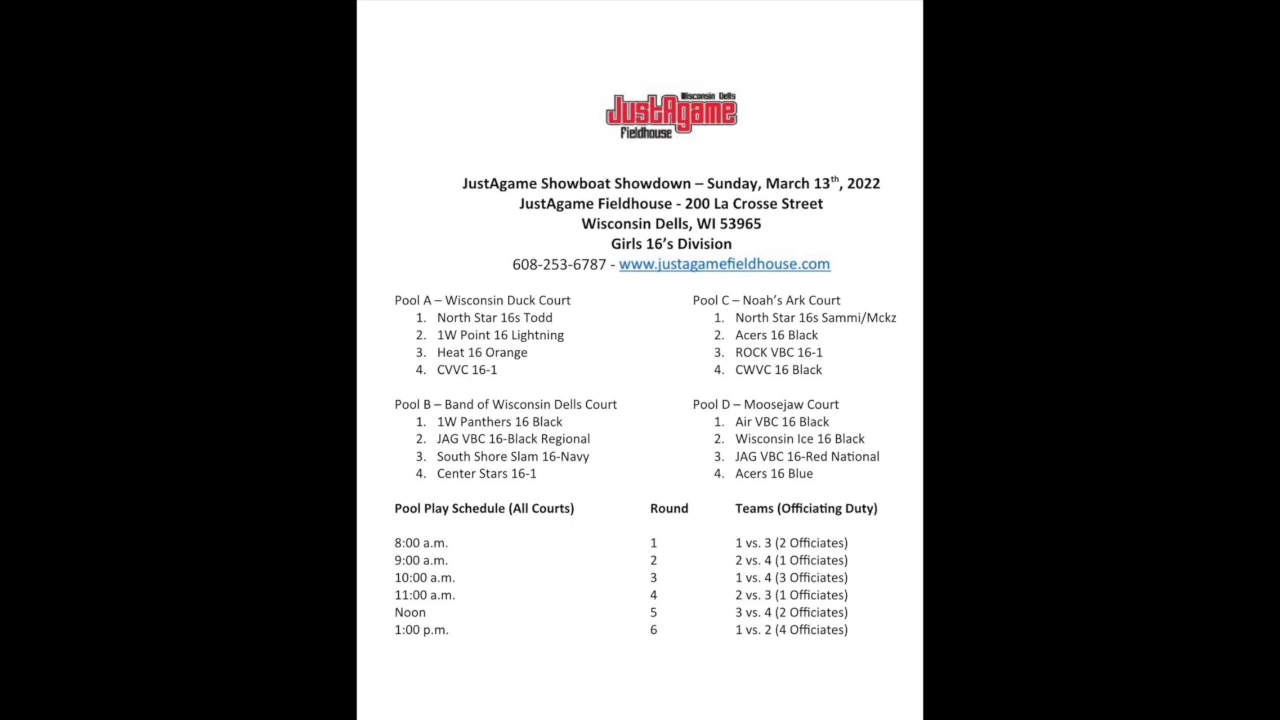 Wisconsin Dells
JustAgame
Fieldhouse
JustAgame Showboat Showdown – Sunday, March 13th, 2022
JustAgame Fieldhouse - 200 La Crosse Street
Wisconsin Dells, WI 53965
Girls 16's Division
608-253-6787 - www.justagamefieldhouse.com
Pool A – Wisconsin Duck Court
1. North Star 16s Todd
2. 1W Point 16 Lightning
3. Heat 16 Orange
4. CVVC 16-1
Pool C – Noah's Ark Court
1. North Star 16s Sammi/Mckz
2. Acers 16 Black
3. ROCK VBC 16-1
4. CWVC 16 Black
Pool B – Band of Wisconsin Dells Court
1. 1W Panthers 16 Black
2. JAG VBC 16-Black Regional
3. South Shore Slam 16-Navy
4. Center Stars 16-1
Pool D – Moosejaw Court
1. Air VBC 16 Black
2. Wisconsin Ice 16 Black
3. JAG VBC 16-Red National
4. Acers 16 Blue
Pool Play Schedule (All Courts) Round Teams (Officiating Duty)
8:00 a.m. 1 1 vs. 3 (2 Officiates)
9:00 a.m. 2 2 vs. 4 (1 Officiates)
10:00 a.m. 3 1 vs. 4 (3 Officiates)
11:00 a.m. 4 2 vs. 3 (1 Officiates)
Noon 5 3 vs. 4 (2 Officiates)
1:00 p.m. 6 1 vs. 2 (4 Officiates)